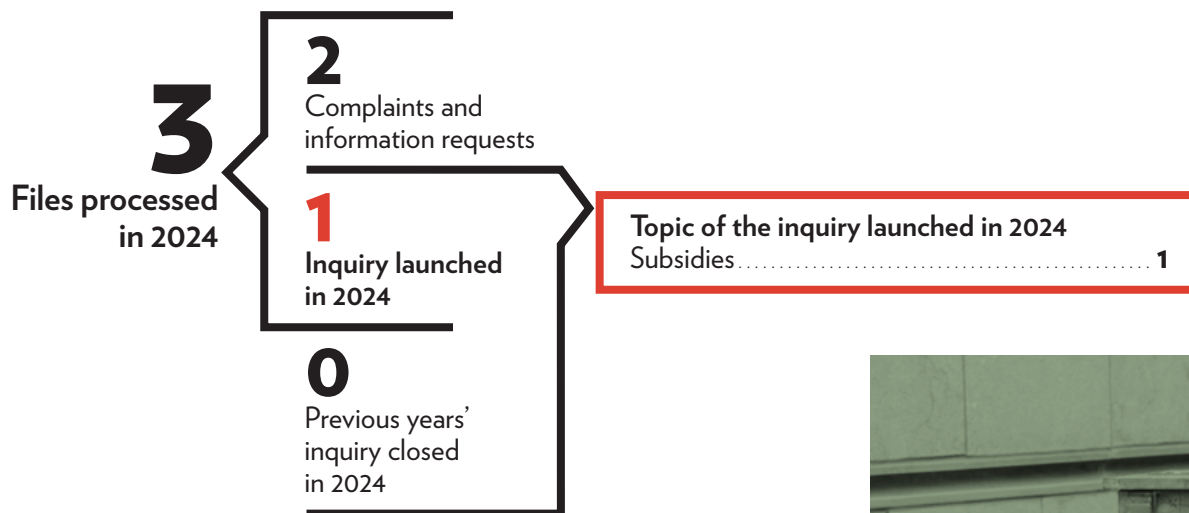 3
Files processed
in 2024
2
Complaints and
information requests
1
Inquiry launched
in 2024
0
Previous years’
inquiry closed
in 2024
Topic of the inquiry launched in 2024
Subsidies.................................................. 1